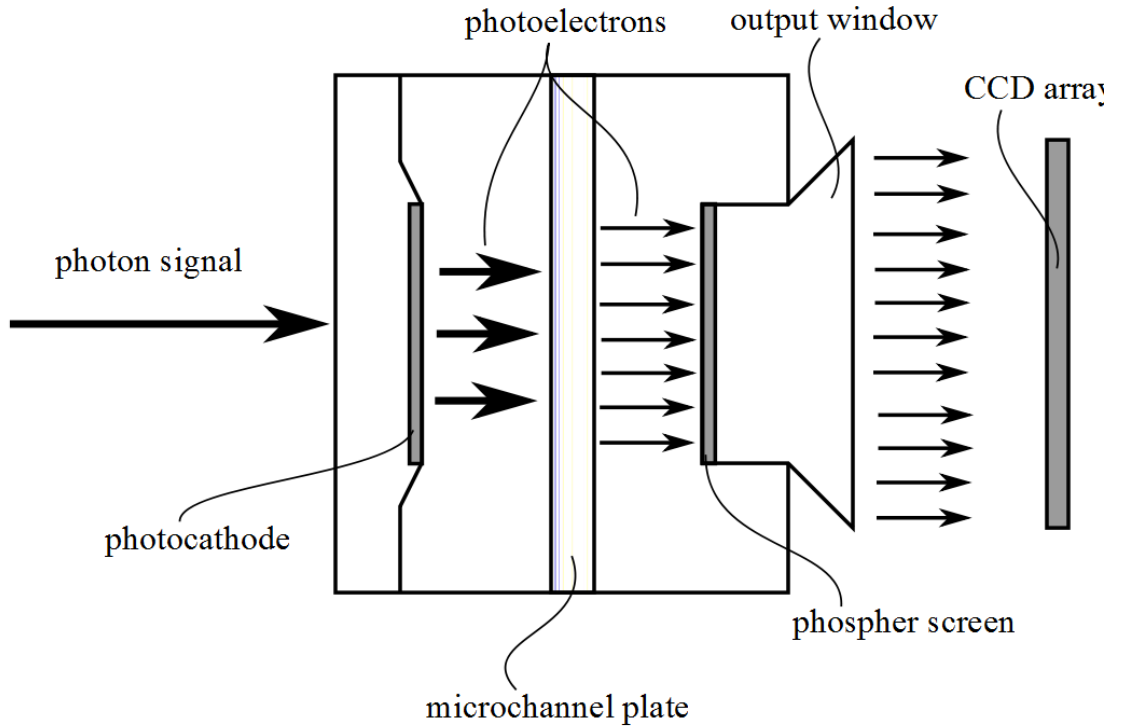 photoelectrons
output window
CCD array
photon signal
photocathode
phospher screen
microchannel plate